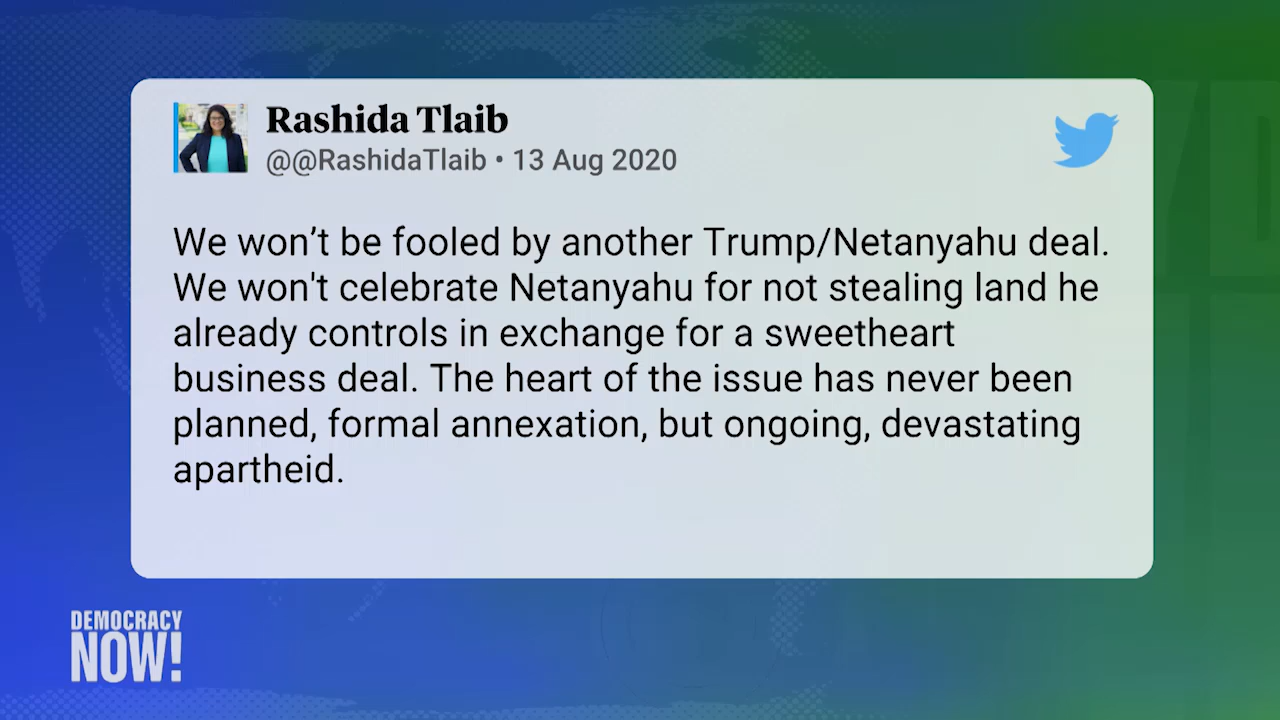 Rashida Tlaib
@@RashidaTlaib • 13 Aug 2020
We won’t be fooled by another Trump/Netanyahu deal.
We won't celebrate Netanyahu for not stealing land he
already controls in exchange for a sweetheart
business deal. The heart of the issue has never been
planned, formal annexation, but ongoing, devastating
apartheid.
DEMOCRACY
NOW!